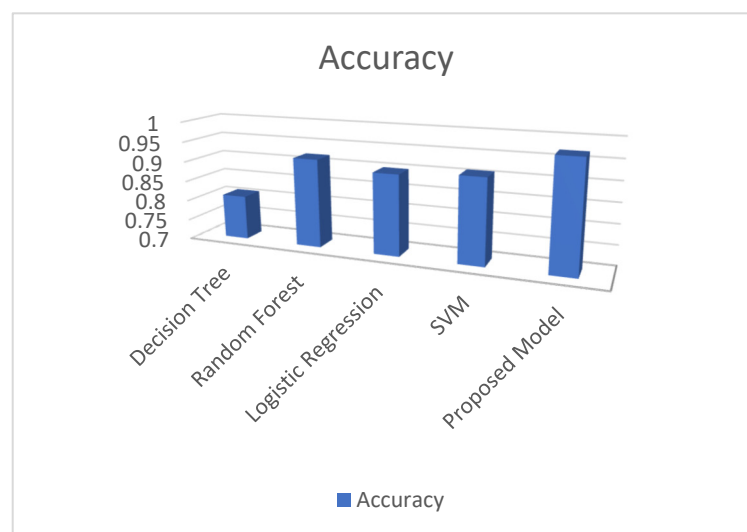 Accuracy
1
0.95
0.9
0.85
0.8
0.75
0.7
Decision Tree
Random Forest
Logistic Regression
SVM
Proposed Model
Accuracy